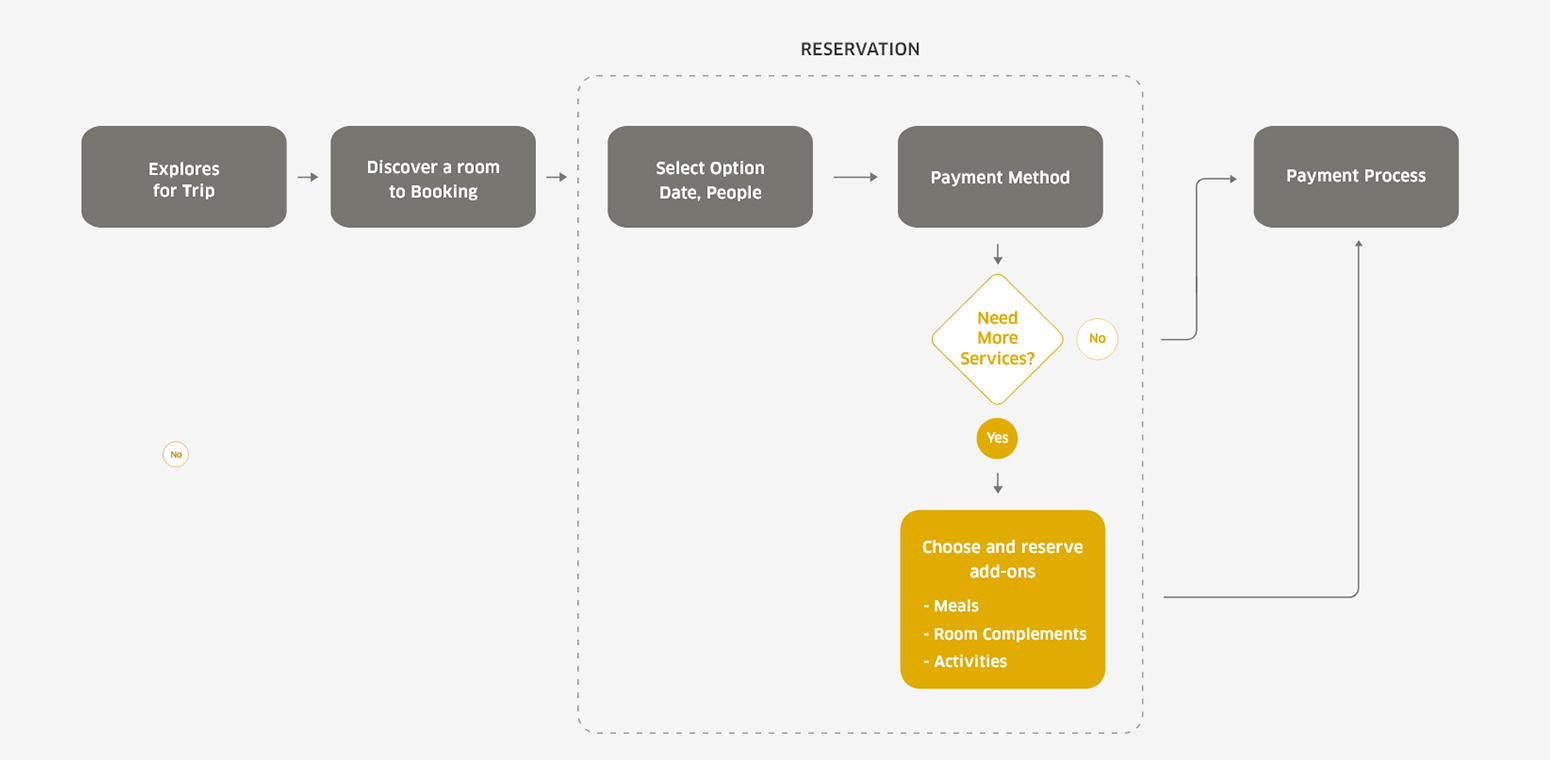 RESERVATION
Explores
for Trip
Discover a room
to Booking
Select Option
Date, People
Payment Method
Payment Process
Need
More
Services?
No
Yes
No
Choose and reserve
add-ons
- Meals
- Room Complements
- Activities